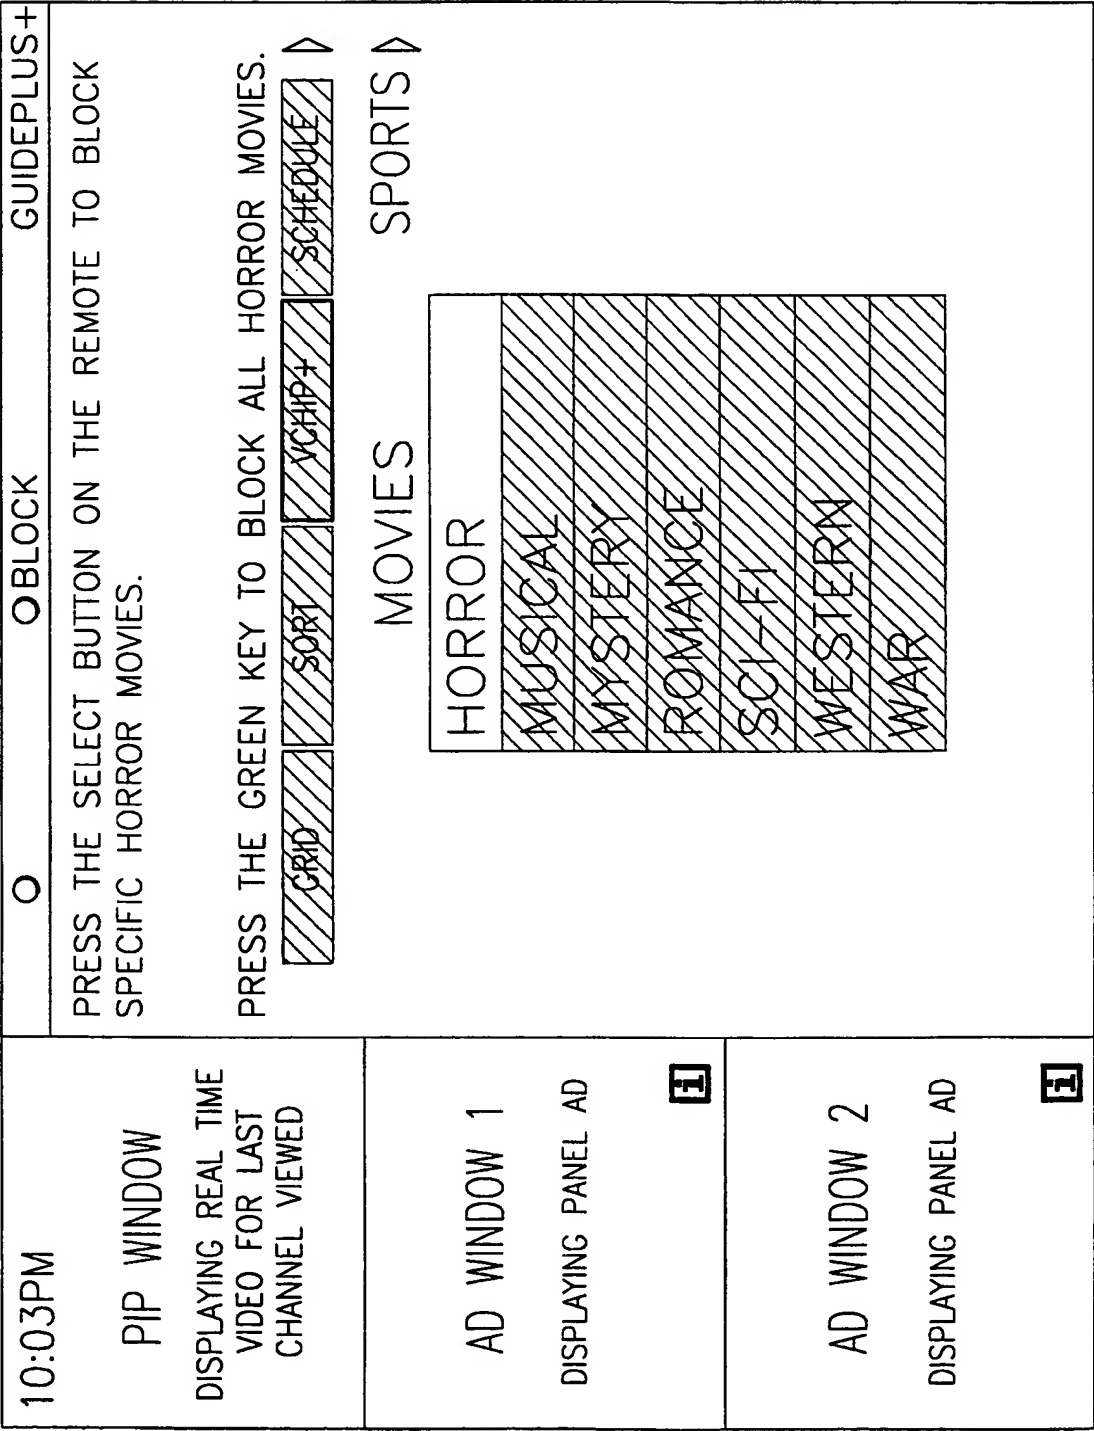 10:03PM
PIP WINDOW
DISPLAYING REAL TIME
VIDEO FOR LAST
CHANNEL VIEWED
AD WINDOW 1
DISPLAYING PANEL AD
i
AD WINDOW 2
DISPLAYING PANEL AD
i
BLOCK GUIDEPLUS+
PRESS THE SELECT BUTTON ON THE REMOTE TO BLOCK
SPECIFIC HORROR MOVIES.
PRESS THE GREEN KEY TO BLOCK ALL HORROR MOVIES.
GRID SORT VCHIP+ SCHEDULE
MOVIES SPORTS
HORROR
MUSICAL
MYSTERY
ROMANCE
SCI-FI
WESTERN
WAR